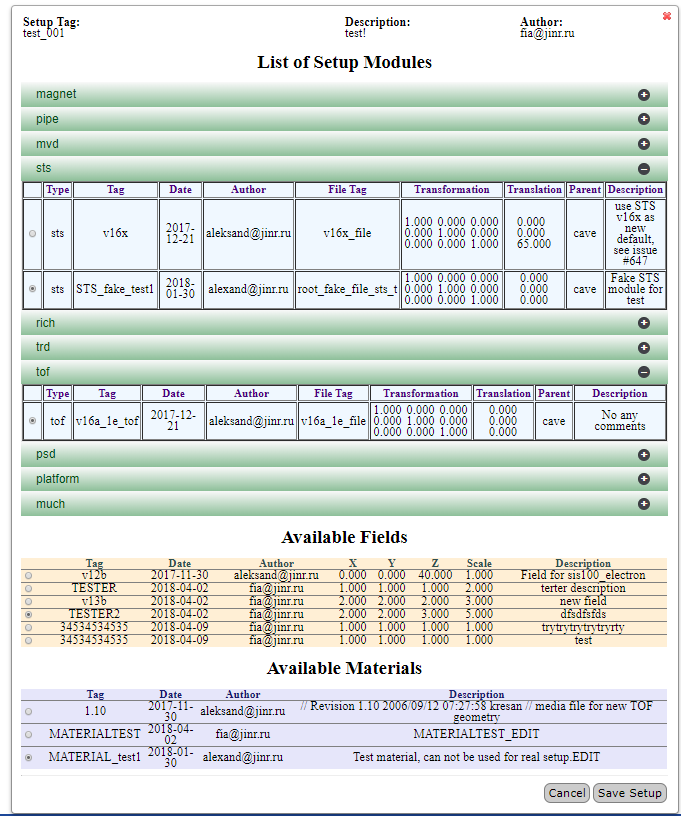 Setup Tag: Description: Author:
test_001 test! fia@jinr.ru
List of Setup Modules
magnet
pipe
mvd
sts
Type Tag Date Author File Tag Transformation Translation Parent Description
sts v16x 2017-12-21 aleksand@jinr.ru v16x_file 1.000 0.000 0.000 0.000 1.000 0.000 0.000 0.000 1.000 0.000 0.000 65.000 cave use STS v16x as new default, see issue #647
sts STS_fake_test1 2018-01-30 alexand@jinr.ru root_fake_file_sts_t 1.000 0.000 0.000 0.000 1.000 0.000 0.000 0.000 1.000 0.000 0.000 0.000 cave Fake STS module for test
rich
trd
tof
Type Tag Date Author File Tag Transformation Translation Parent Description
tof v16a_1e_tof 2017-12-21 aleksand@jinr.ru v16a_1e_file 1.000 0.000 0.000 0.000 1.000 0.000 0.000 0.000 1.000 0.000 0.000 0.000 cave No any comments
psd
platform
much
Available Fields
Tag Date Author X Y Z Scale Description
v12b 2017-11-30 aleksand@jinr.ru 0.000 0.000 40.000 1.000 Field for sis100_electron
TESTER 2018-04-02 fia@jinr.ru 1.000 1.000 1.000 2.000 terter description
v13b 2018-04-02 fia@jinr.ru 2.000 2.000 2.000 3.000 new field
TESTER2 2018-04-02 fia@jinr.ru 2.000 2.000 3.000 5.000 dfsdfsfds
34534534535 2018-04-09 fia@jinr.ru 1.000 1.000 1.000 1.000 trytrytrytrytryrty
34534534535 2018-04-09 fia@jinr.ru 1.000 1.000 1.000 1.000 test
Available Materials
Tag Date Author Description
1.10 2017-11-30 aleksand@jinr.ru // Revision 1.10 2006/09/12 07:27:58 kresan // media file for new TOF geometry
MATERIALTEST 2018-04-02 fia@jinr.ru MATERIALTEST_EDIT
MATERIAL_test1 2018-01-30 alexand@jinr.ru Test material, can not be used for real setup.EDIT
Cancel Save Setup